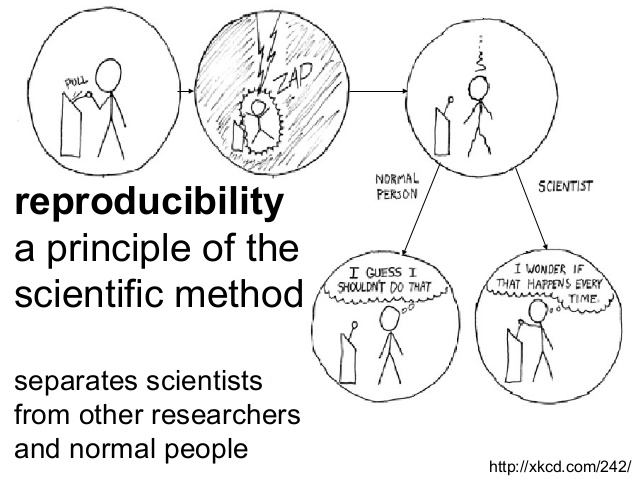 PULL
ZAP
NORMAL
PERSON
SCIENTIST
reproducibility
a principle of the
scientific method
I GUESS I
SHOULDN'T DO THAT
I WONDER IF
THAT HAPPENS EVERY
TIME.
separates scientists
from other researchers
and normal people
http://xkcd.com/242/